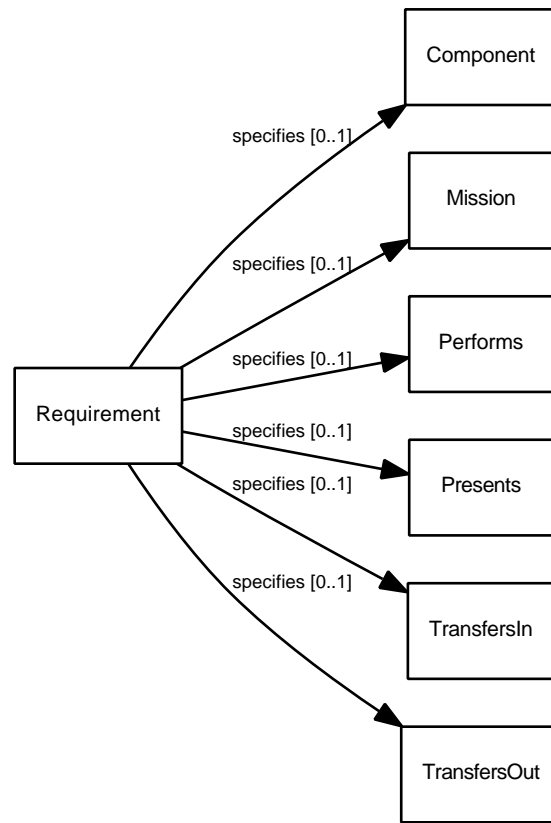 Component
specifies [0..1]
Mission
specifies [0..1]
Performs
specifies [0..1]
Requirement
specifies [0..1]
Presents
specifies [0..1]
TransfersIn
specifies [0..1]
TransfersOut